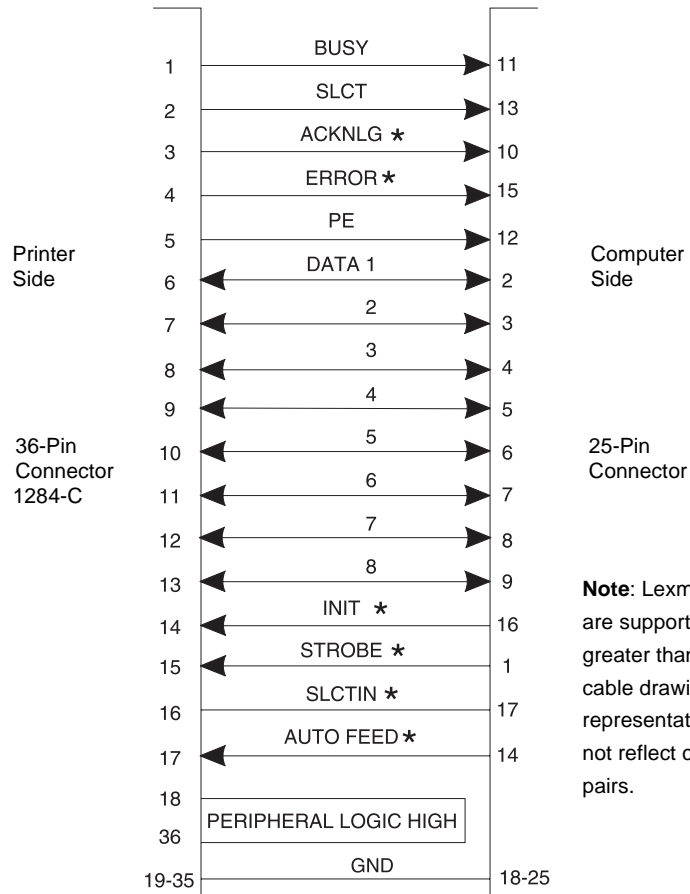 1 BUSY 11
2 SLCT 13
3 ACKNLG * 10
4 ERROR * 15
5 PE 12
Printer
Side
Computer
Side
6 DATA 1 2
7 2 3
8 3 4
9 4 5
36-Pin
Connector
1284-C
25-Pin
Connector
10 5 6
11 6 7
12 7 8
13 8 9
14 INIT * 16
15 STROBE * 1
16 SLCTIN * 17
17 AUTO FEED * 14
18
PERIPHERAL LOGIC HIGH
36
19-35 GND 18-25
Note: Lexm
are support
greater than
cable drawi
representat
not reflect c
pairs.